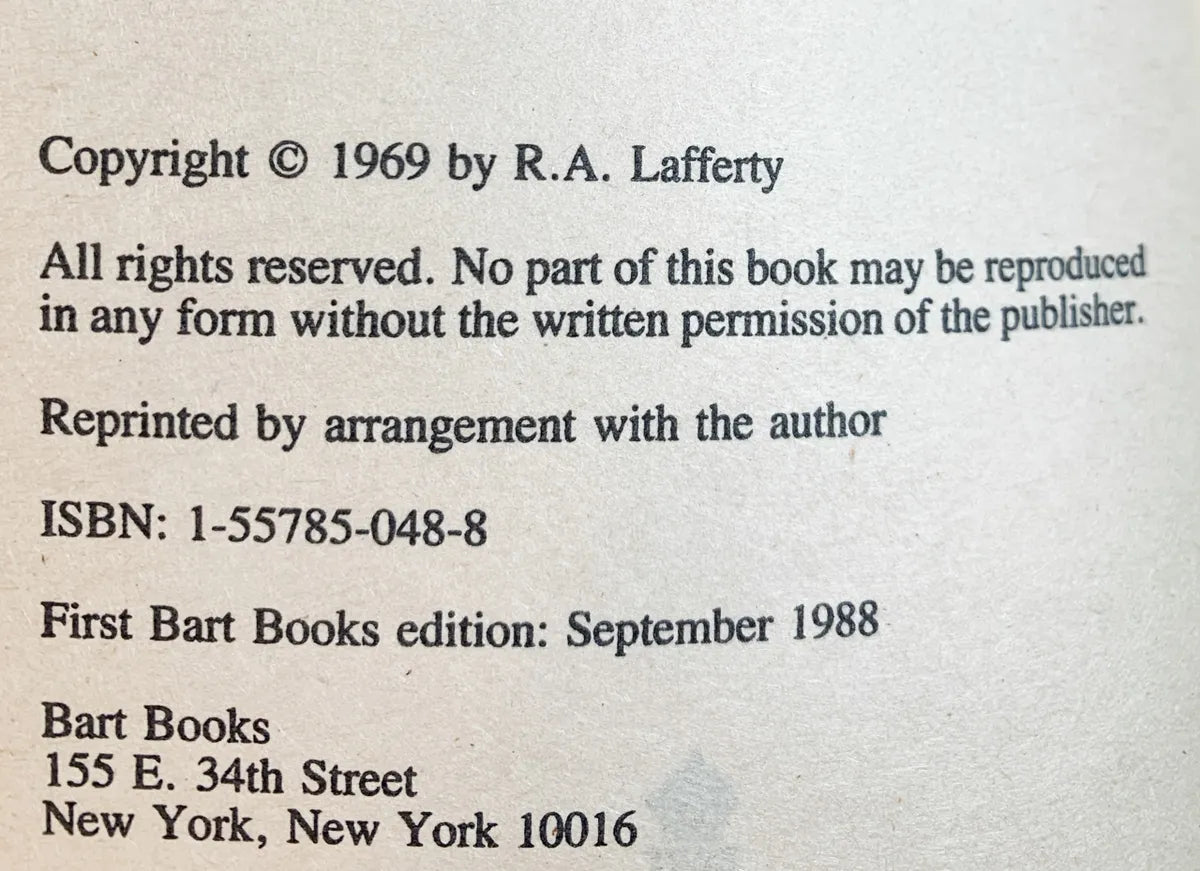 Copyright © 1969 by R.A. Lafferty
All rights reserved. No part of this book may be reproduced
in any form without the written permission of the publisher.
Reprinted by arrangement with the author
ISBN: 1-55785-048-8
First Bart Books edition: September 1988
Bart Books
155 E. 34th Street
New York, New York 10016